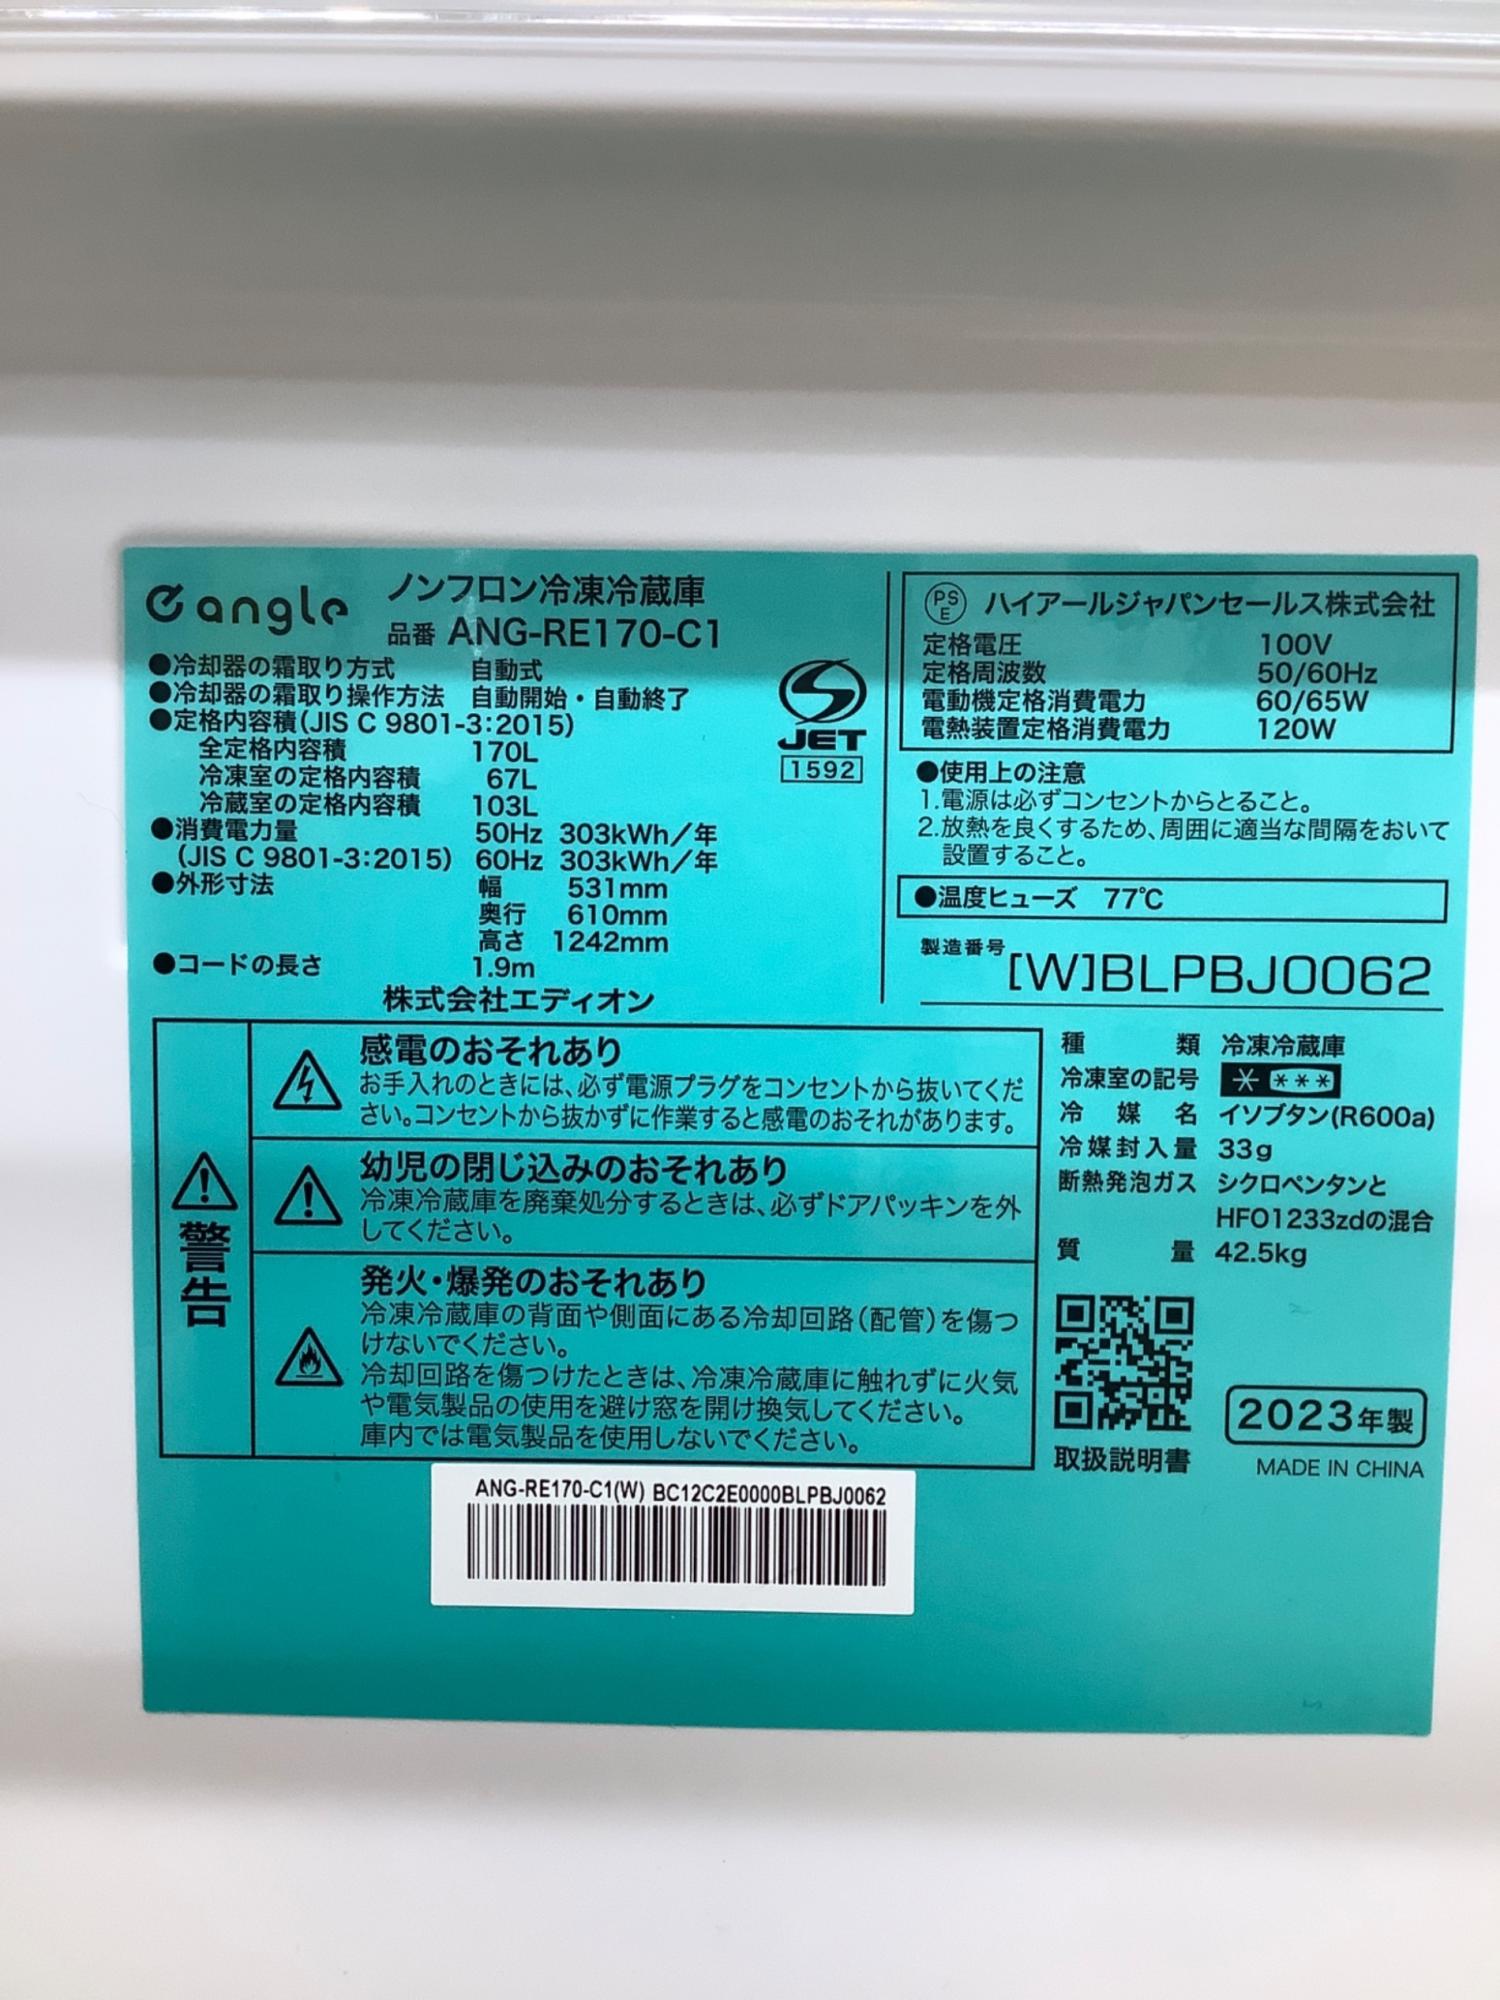 e angle ノンフロン冷凍冷蔵庫
品番 ANG-RE170-C1
●冷却器の霜取り方式 自動式
●冷却器の霜取り操作方法 自動開始・自動終了
●定格内容積(JIS C 9801-3:2015)
全定格内容積 170L
冷凍室の定格内容積 67L
冷蔵室の定格内容積 103L
●消費電力量 50Hz 303kWh/年
(JIS C 9801-3:2015) 60Hz 303kWh/年
●外形寸法 幅 531mm
奥行 610mm
高さ 1242mm
●コードの長さ 1.9m
株式会社エディオン
JET
1592
PSE ハイアールジャパンセールス株式会社
定格電圧 100V
定格周波数 50/60Hz
電動機定格消費電力 60/65W
電熱装置定格消費電力 120W
●使用上の注意
1.電源は必ずコンセントからとること。
2.放熱を良くするため、周囲に適当な間隔をおいて
設置すること。
●温度ヒューズ 77℃
製造番号 [W]BLPBJ0062
警告
感電のおそれあり
お手入れのときには、必ず電源プラグをコンセントから抜いてくだ
さい。コンセントから抜かずに作業すると感電のおそれがあります。
幼児の閉じ込みのおそれあり
冷凍冷蔵庫を廃棄処分するときは、必ずドアパッキンを外
してください。
発火・爆発のおそれあり
冷凍冷蔵庫の背面や側面にある冷却回路(配管)を傷つ
けないでください。
冷却回路を傷つけたときは、冷凍冷蔵庫に触れずに火気
や電気製品の使用を避け窓を開け換気してください。
庫内では電気製品を使用しないでください。
種類 冷凍冷蔵庫
冷凍室の記号 * ***
冷媒名 イソブタン(R600a)
冷媒封入量 33g
断熱発泡ガス シクロペンタンと
HFO1233zdの混合
質量 42.5kg
取扱説明書
2023年製
MADE IN CHINA
ANG-RE170-C1(W) BC12C2E0000BLPBJ0062